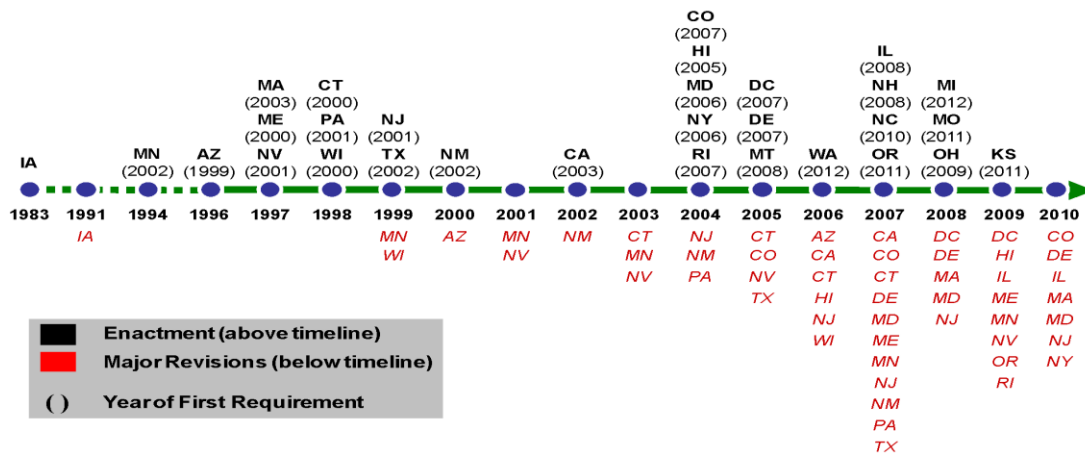 CO
(2007)
HI
(2005)
MD
(2006)
NY
(2006)
RI
(2007)
IL
(2008)
NH
(2008)
NC
(2010)
OR
(2011)
MA
(2003)
ME
(2000)
NV
(2001)
CT
(2000)
PA
(2001)
WI
(2000)
DC
(2007)
DE
(2007)
MT
(2008)
MI
(2012)
MO
(2011)
OH
(2009)
NJ
(2001)
TX
(2002)
IA
MN
(2002)
AZ
(1999)
NM
(2002)
CA
(2003)
WA
(2012)
KS
(2011)
1983 1991 1994 1996 1997 1998 1999 2000 2001 2002 2003 2004 2005 2006 2007 2008 2009 2010
IA MN AZ MN NM CT NJ CT AZ CA DC DC CO
WI NV MN NM CO CA CO DE HI DE
NV PA NV CT CT MA IL IL
TX HI DE MD ME MA
NJ MD NJ MN MD
WI ME NV NJ
MN OR NY
NJ RI
NM
PA
TX
Enactment (above timeline)
Major Revisions (below timeline)
( ) Year of First Requirement